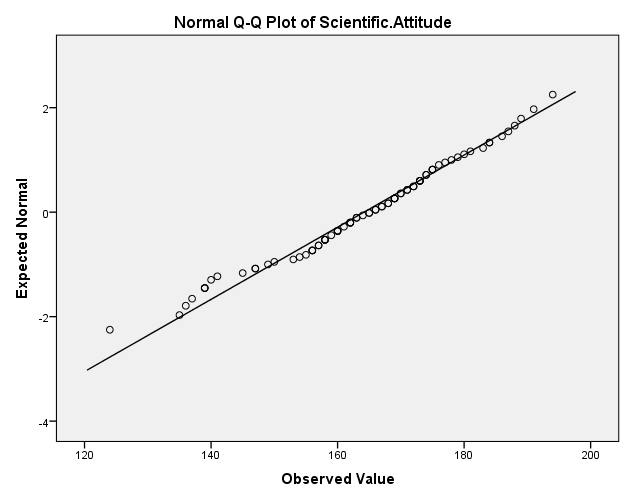 Normal Q-Q Plot of Scientific.Attitude
2
0
-2
-4
Expected Normal
120 140 160 180 200
Observed Value